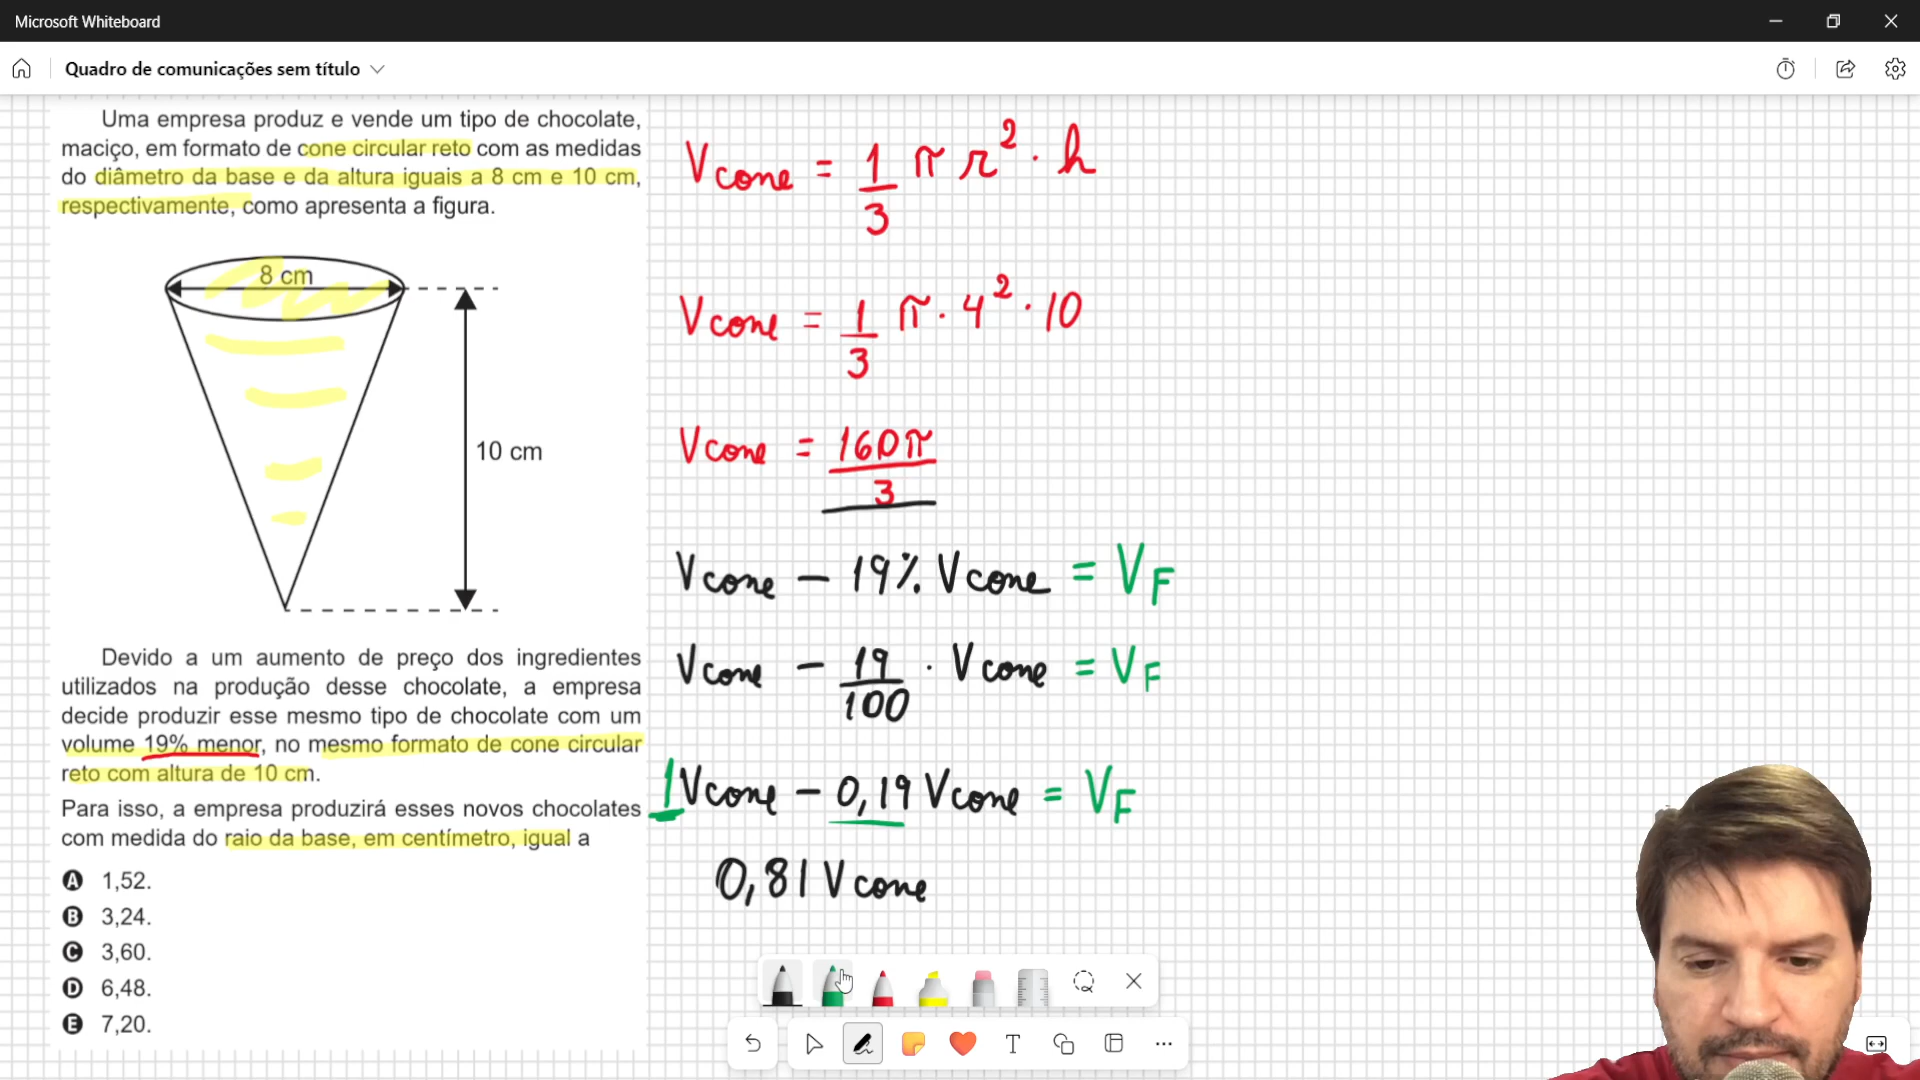 Microsoft Whiteboard
Quadro de comunicações sem título
Uma empresa produz e vende um tipo de chocolate,
maciço, em formato de cone circular reto com as medidas
do diâmetro da base e da altura iguais a 8 cm e 10 cm,
respectivamente, como apresenta a figura.
8 cm
10 cm
Devido a um aumento de preço dos ingredientes
utilizados na produção desse chocolate, a empresa
decide produzir esse mesmo tipo de chocolate com um
volume 19% menor, no mesmo formato de cone circular
reto com altura de 10 cm.
Para isso, a empresa produzirá esses novos chocolates
com medida do raio da base, em centímetro, igual a
A 1,52.
B 3,24.
C 3,60.
D 6,48.
E 7,20.
Vcone = 1/3 π r² · h
Vcone = 1/3 π · 4² · 10
Vcone = 160π/3
Vcone – 19% Vcone = VF
Vcone – 19/100 · Vcone = VF
1Vcone – 0,19 Vcone = VF
0,81 Vcone